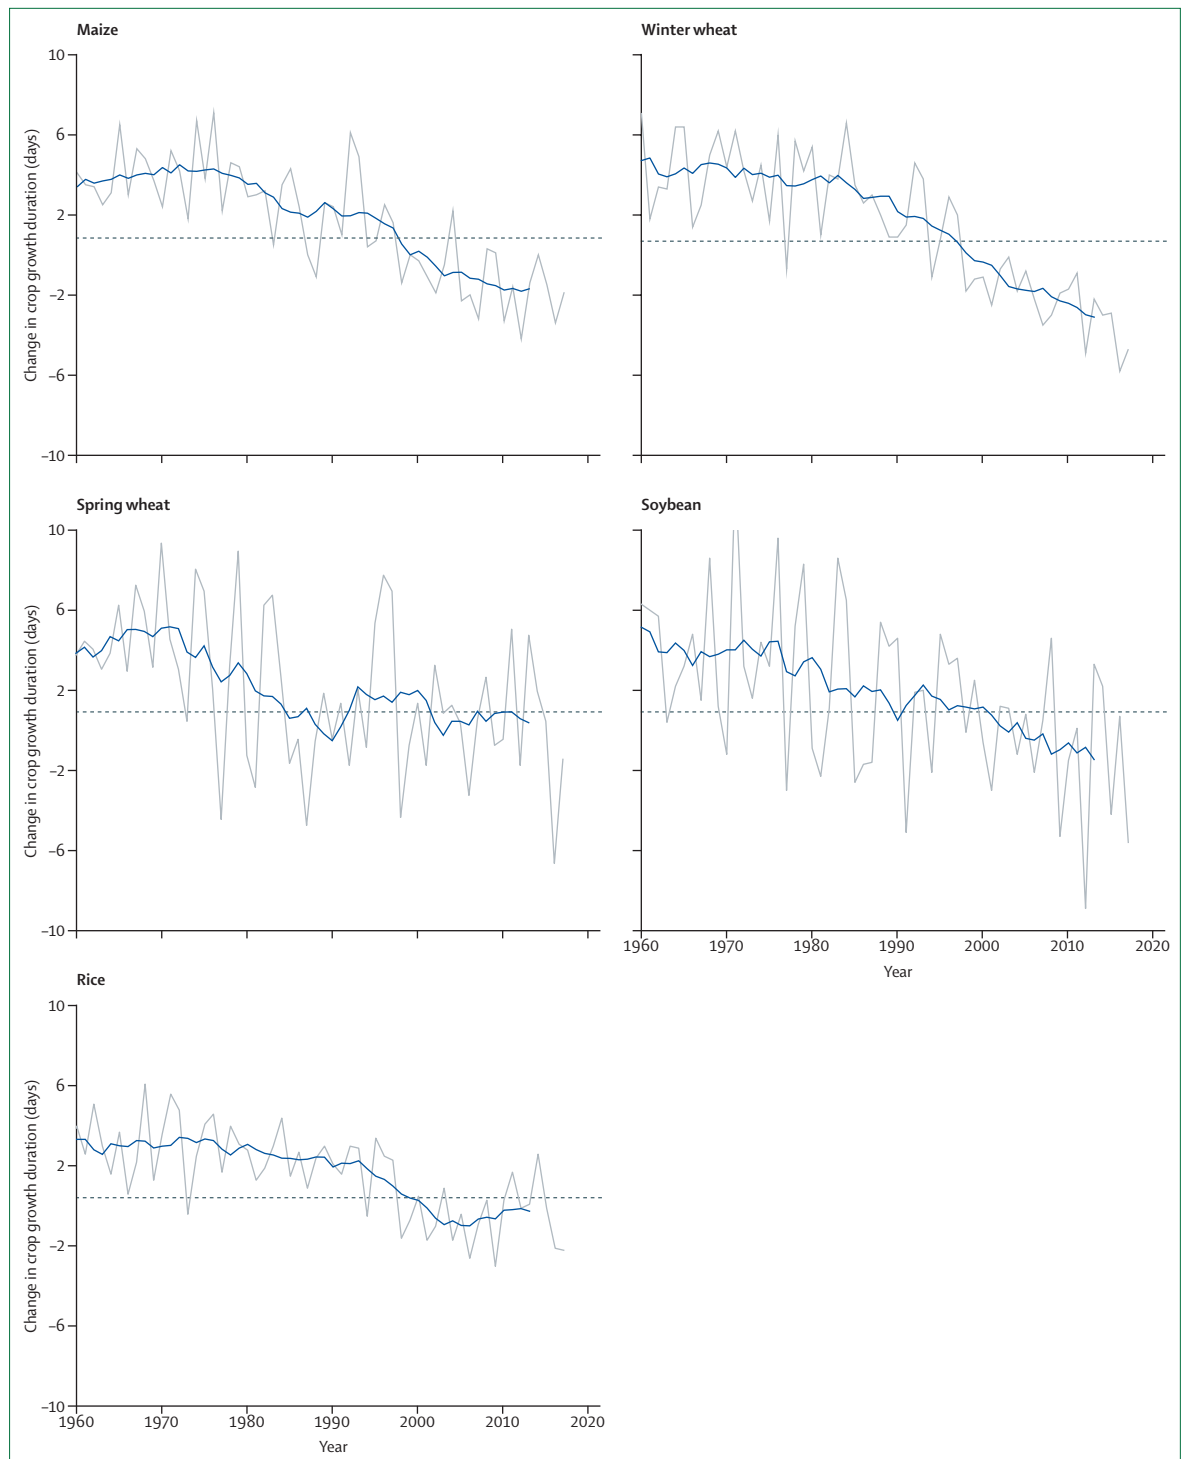 Maize
10
6
2
–2
–6
–10
Change in crop growth duration (days)
Winter wheat
Spring wheat
10
6
2
–2
–6
–10
Change in crop growth duration (days)
Soybean
1960 1970 1980 1990 2000 2010 2020
Year
Rice
10
6
2
–2
–6
–10
Change in crop growth duration (days)
1960 1970 1980 1990 2000 2010 2020
Year